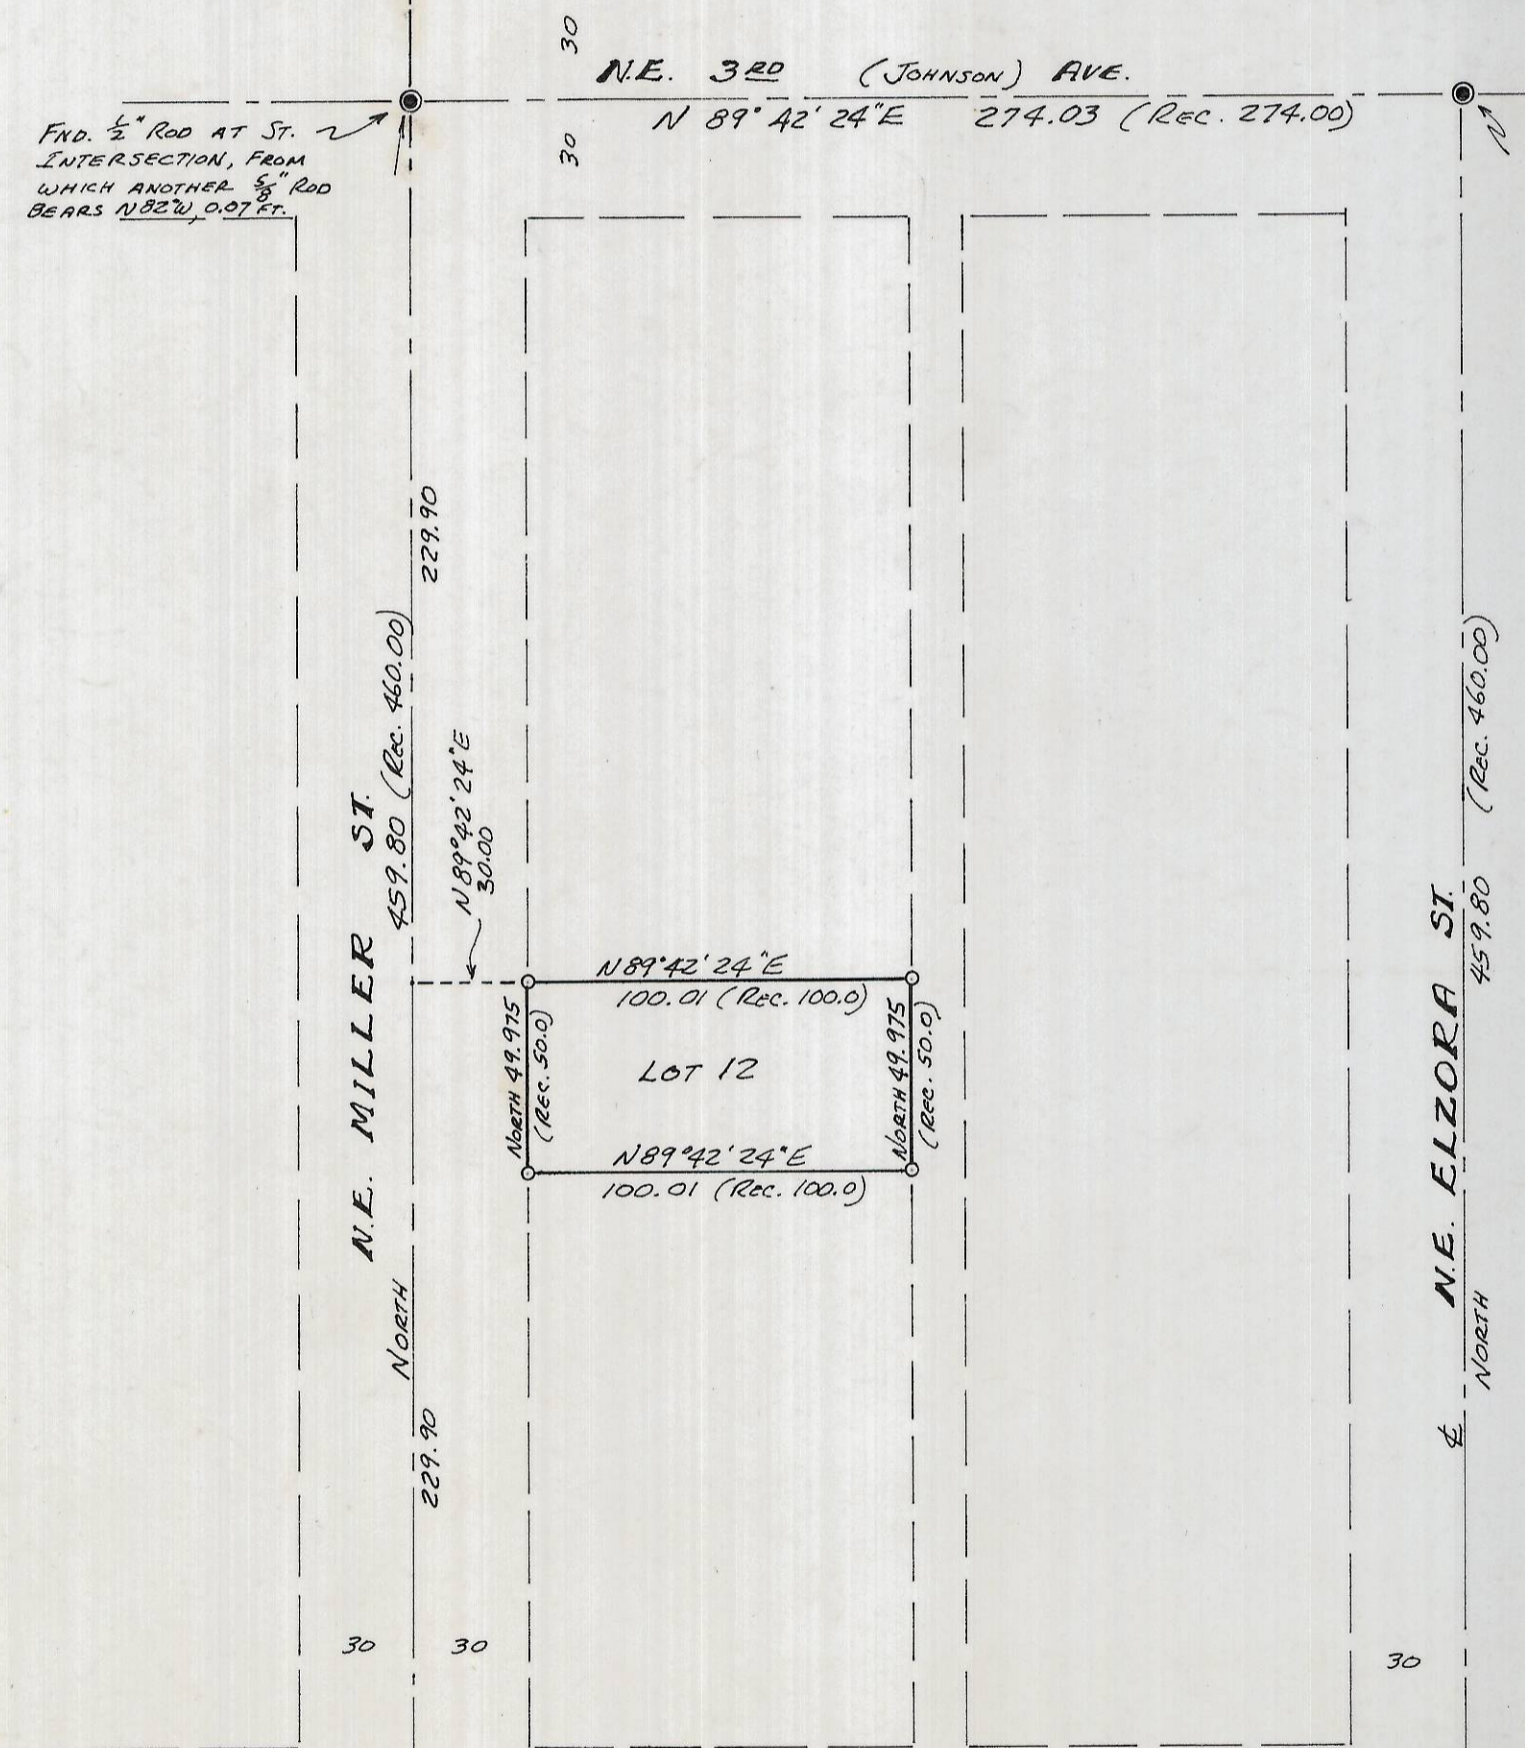 30
N.E. 3RD (JOHNSON) AVE.
N 89° 42' 24"E 274.03 (REC. 274.00)
30
FND. 1/2" ROD AT ST.
INTERSECTION, FROM
WHICH ANOTHER 5/8" ROD
BEARS N82°W, 0.07 FT.
229.90
459.80 (REC. 460.00)
N.E. MILLER ST.
NORTH
229.90
N89°42'24"E
30.00
N89°42'24"E
100.01 (REC. 100.0)
NORTH 49.975
(REC. 50.0)
LOT 12
NORTH 49.975
(REC. 50.0)
N89°42'24"E
100.01 (REC. 100.0)
℄ N.E. ELZORA ST.
NORTH 459.80 (REC. 460.00)
30 30
30